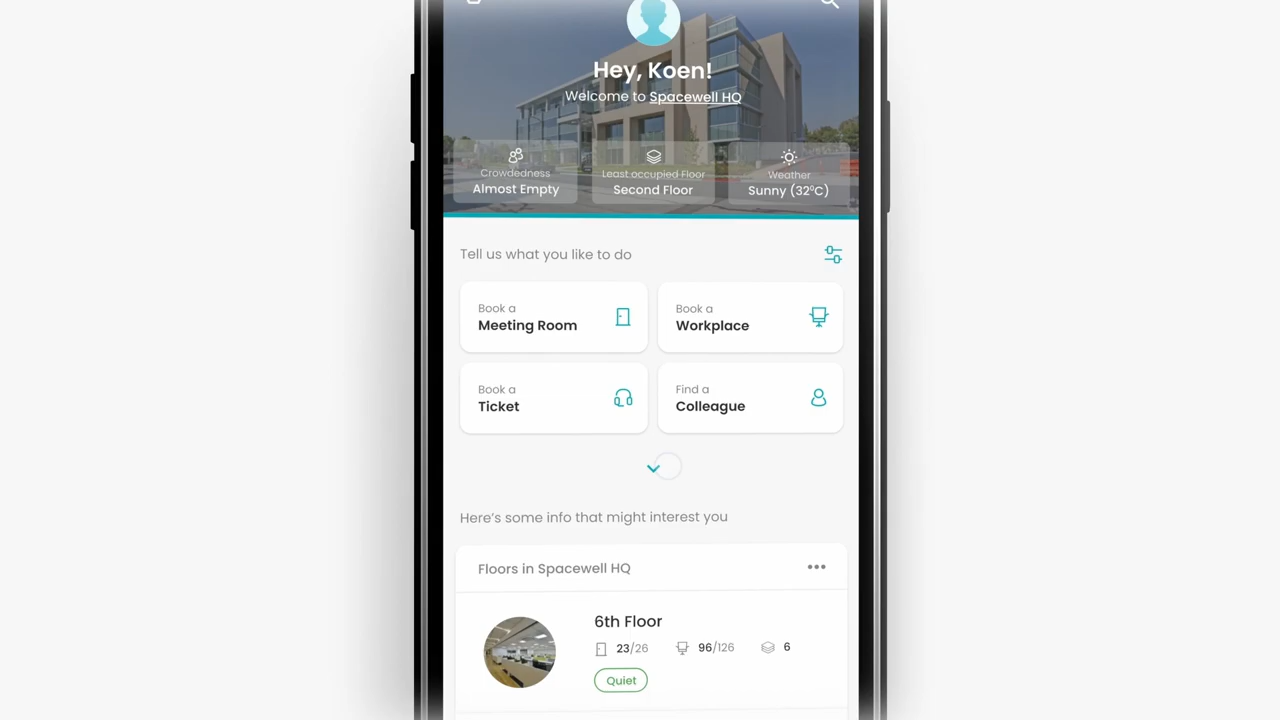 Hey, Koen!
Welcome to Spacewell HQ
Crowdedness
Almost Empty
Least occupied Floor
Second Floor
Weather
Sunny (32⁰C)
Tell us what you like to do
Book a
Meeting Room
Book a
Workplace
Book a
Ticket
Find a
Colleague
Here's some info that might interest you
Floors in Spacewell HQ
6th Floor
23/26
96/126
6
Quiet